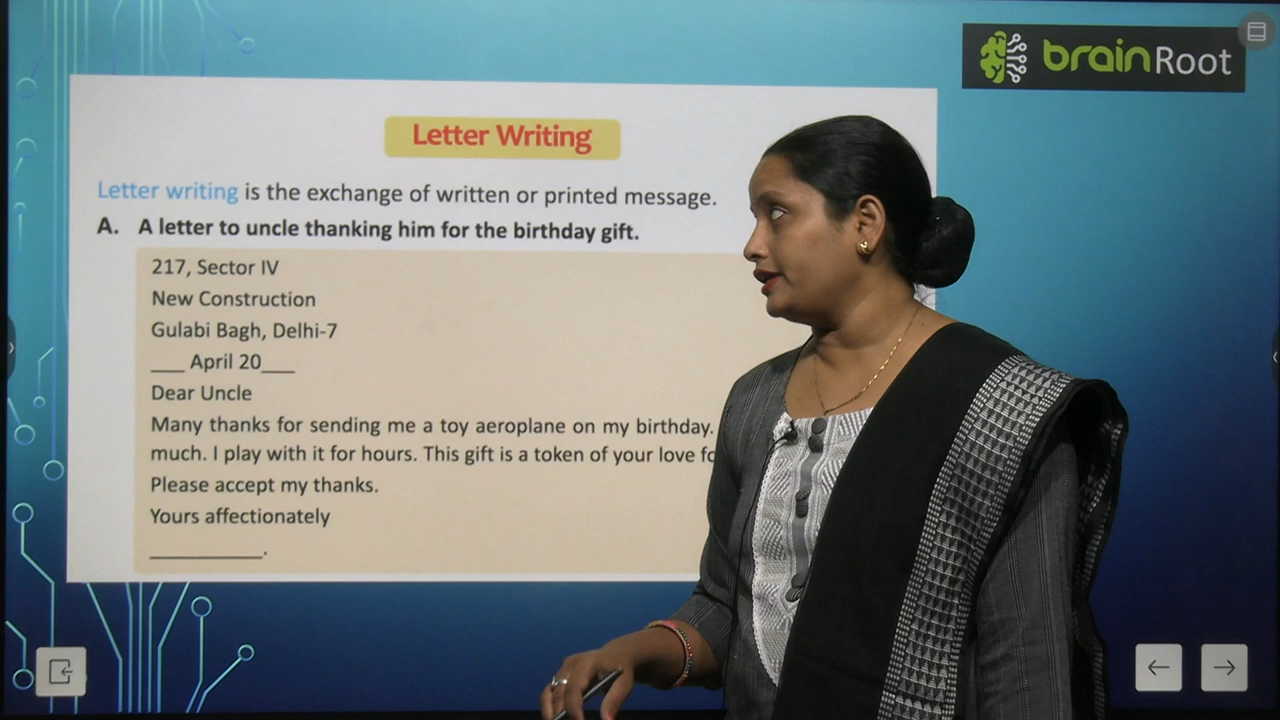 brainRoot
Letter Writing
Letter writing is the exchange of written or printed message.
A. A letter to uncle thanking him for the birthday gift.
217, Sector IV
New Construction
Gulabi Bagh, Delhi-7
___ April 20___
Dear Uncle
Many thanks for sending me a toy aeroplane on my birthday.
much. I play with it for hours. This gift is a token of your love
Please accept my thanks.
Yours affectionately
__________.